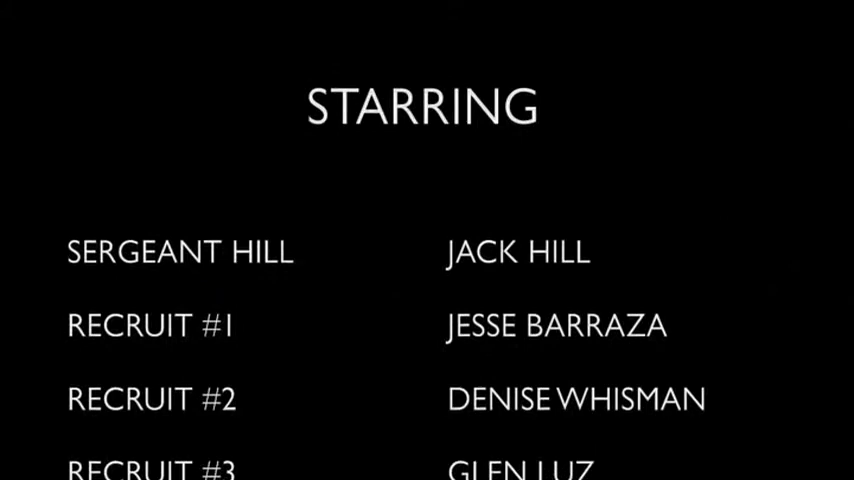 STARRING
SERGEANT HILL JACK HILL
RECRUIT #1 JESSE BARRAZA
RECRUIT #2 DENISE WHISMAN
RECRUIT #3 GLEN LUZ